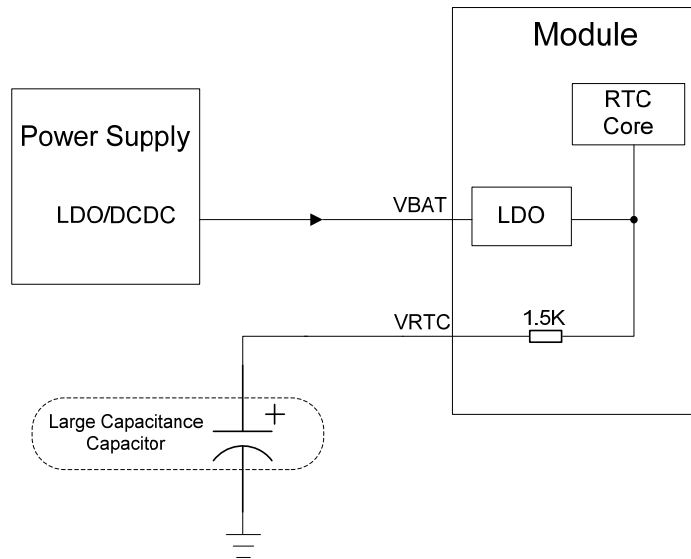 Module
RTC
Core
Power Supply
LDO/DCDC
VBAT
LDO
VRTC
1.5K
+
Large Capacitance
Capacitor